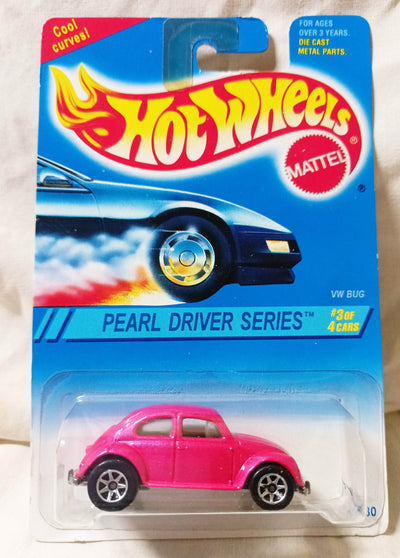 Cool
curves!
FOR AGES
OVER 3 YEARS.
DIE CAST
METAL PARTS.
HOT WHEELS
®
MATTEL
®
VW BUG
PEARL DRIVER SERIES™
#3 OF
4 CARS